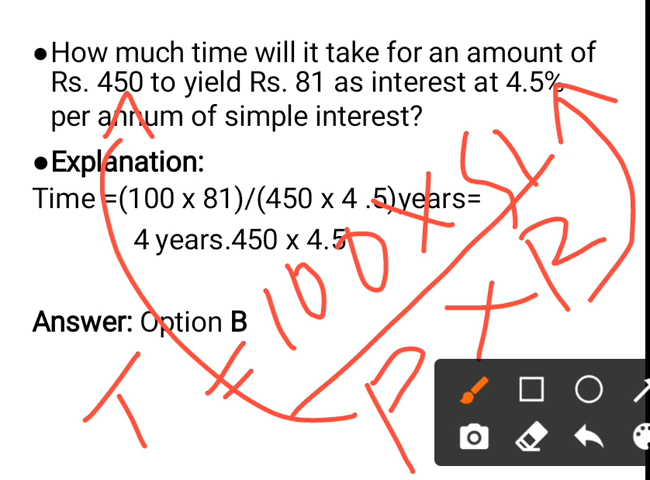 ●How much time will it take for an amount of
Rs. 450 to yield Rs. 81 as interest at 4.5%
per annum of simple interest?
●Explanation:
Time =(100 x 81)/(450 x 4 .5)years=
4 years.450 x 4.5
Answer: Option B
T = 100 X SI / P X R